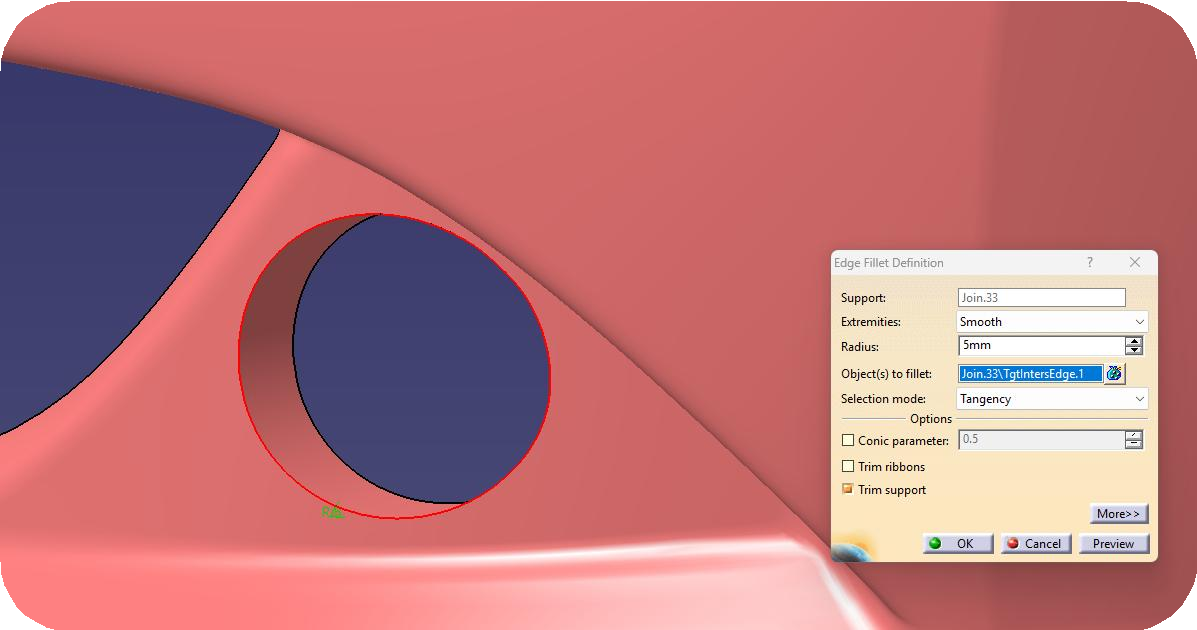 Edge Fillet Definition ? ×
Support: Join.33
Extremities: Smooth
Radius: 5mm
Object(s) to fillet: Join.33\TgtIntersEdge.1
Selection mode: Tangency
Options
Conic parameter: 0.5
Trim ribbons
Trim support
More>>
OK Cancel Preview